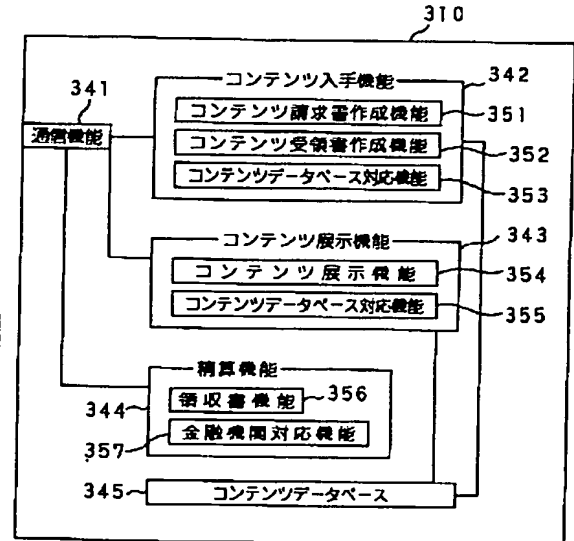 310
コンテンツ入手機能
342
341
コンテンツ請求書作成機能
351
通信機能
コンテンツ受領書作成機能
352
コンテンツデータベース対応機能
353
コンテンツ展示機能
343
コンテンツ展示機能
354
コンテンツデータベース対応機能
355
精算機能
領収書機能
356
344
金融機関対応機能
357
345
コンテンツデータベース